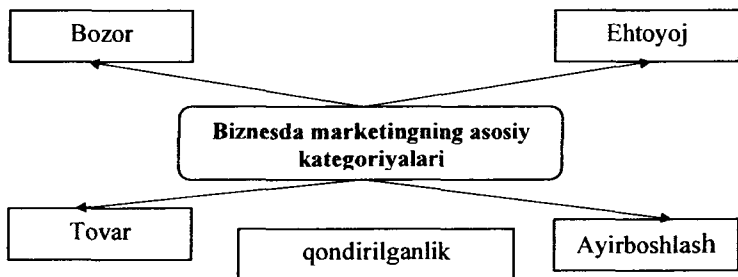 Bozor
Ehtoyoj
Biznesda marketingning asosiy
kategoriyalari
Tovar
qondirilganlik
Ayirboshlash